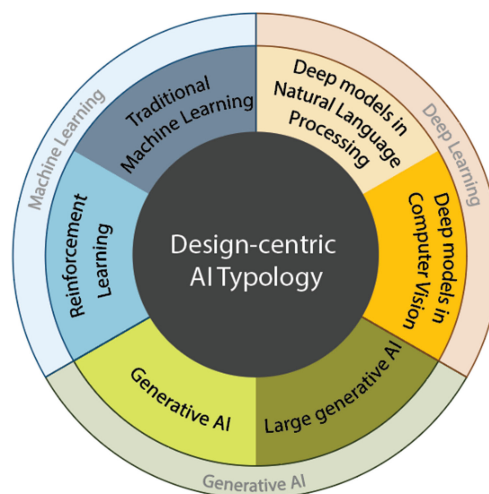 Machine Learning
Deep Learning
Generative AI
Traditional
Machine Learning
Deep models in
Natural Language
Processing
Deep models in
Computer Vision
Large generative AI
Generative AI
Reinforcement
Learning
Design-centric
AI Typology